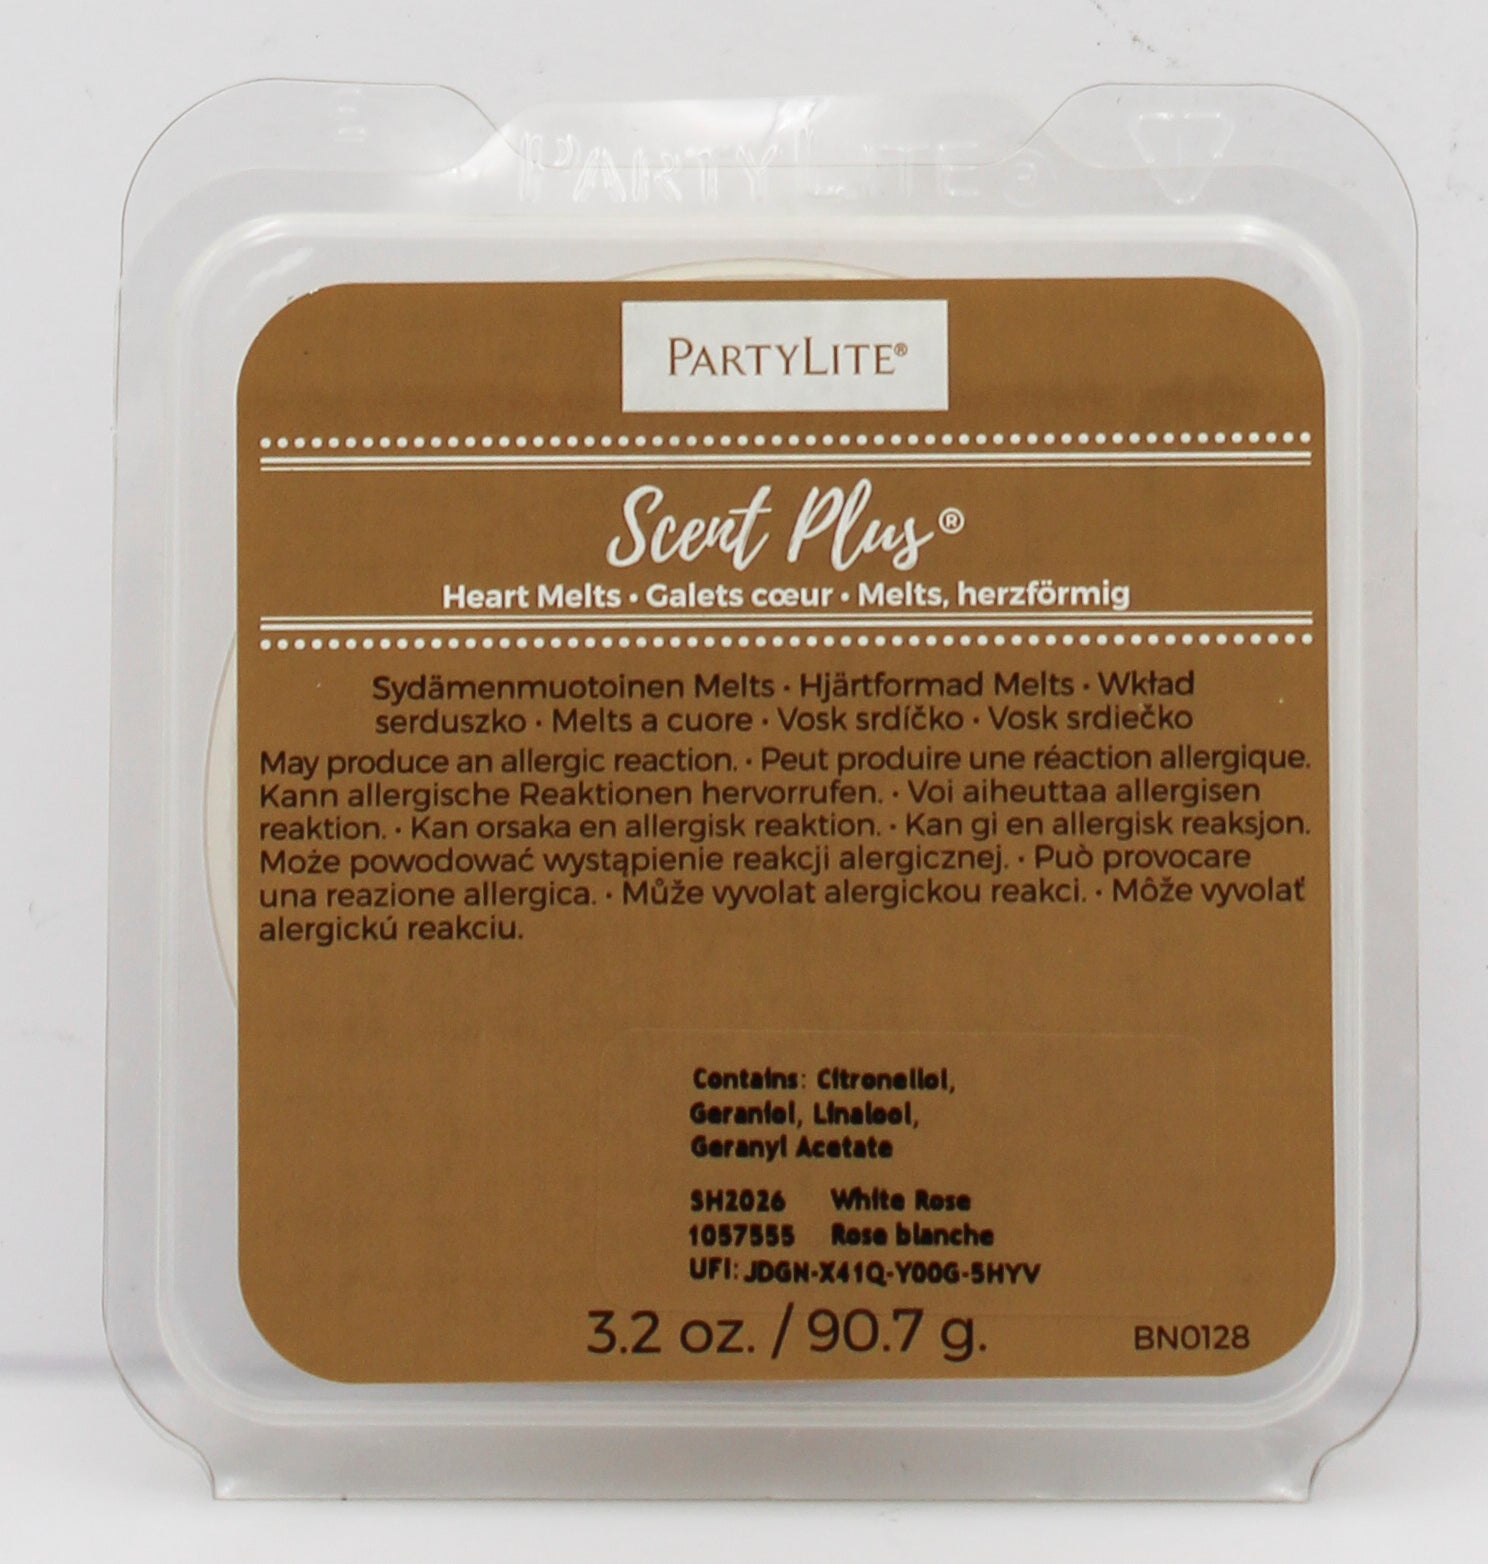 PARTYLITE®
PARTYLITE®
Scent Plus®
Heart Melts • Galets cœur • Melts, herzförmig
Sydämenmuotoinen Melts • Hjärtformad Melts • Wkład
serduszko • Melts a cuore • Vosk srdíčko • Vosk srdiečko
May produce an allergic reaction. • Peut produire une réaction allergique.
Kann allergische Reaktionen hervorrufen. • Voi aiheuttaa allergisen
reaktion. • Kan orsaka en allergisk reaktion. • Kan gi en allergisk reaksjon.
Może powodować wystąpienie reakcji alergicznej. • Può provocare
una reazione allergica. • Může vyvolat alergickou reakci. • Môže vyvolať
alergickú reakciu.
Contains: Citronellol,
Geraniol, Linalool,
Geranyl Acetate
SH2026 White Rose
1057555 Rose blanche
UFI: JDGN-X41Q-Y00G-5HYV
3.2 oz. / 90.7 g. BN0128